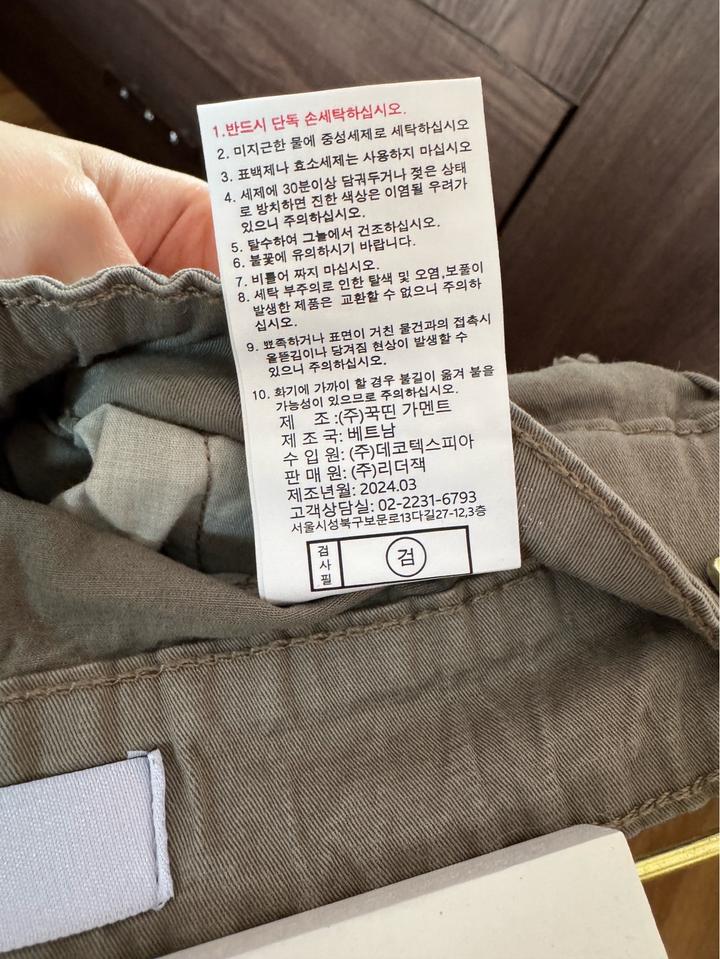 1.반드시 단독 손세탁하십시오.
2. 미지근한 물에 중성세제로 세탁하십시오
3. 표백제나 효소세제는 사용하지 마십시오
4. 세제에 30분이상 담궈두거나 젖은 상태
로 방치하면 진한 색상은 이염될 우려가
있으니 주의하십시오.
5. 탈수하여 그늘에서 건조하십시오.
6. 불꽃에 유의하시기 바랍니다.
7. 비틀어 짜지 마십시오.
8. 세탁 부주의로 인한 탈색 및 오염,보풀이
발생한 제품은 교환할 수 없으니 주의하
십시오.
9. 뾰족하거나 표면이 거친 물건과의 접촉시
올뜯김이나 당겨짐 현상이 발생할 수
있으니 주의하십시오.
10. 화기에 가까이 할 경우 불길이 옮겨 붙을
가능성이 있으므로 주의하십시오.
제 조:(주)꾹띤 가멘트
제 조 국: 베트남
수 입 원: (주)데코텍스피아
판 매 원: (주)리더잭
제조년월: 2024.03
고객상담실: 02-2231-6793
서울시성북구보문로13다길27-12,3층
검사필 검